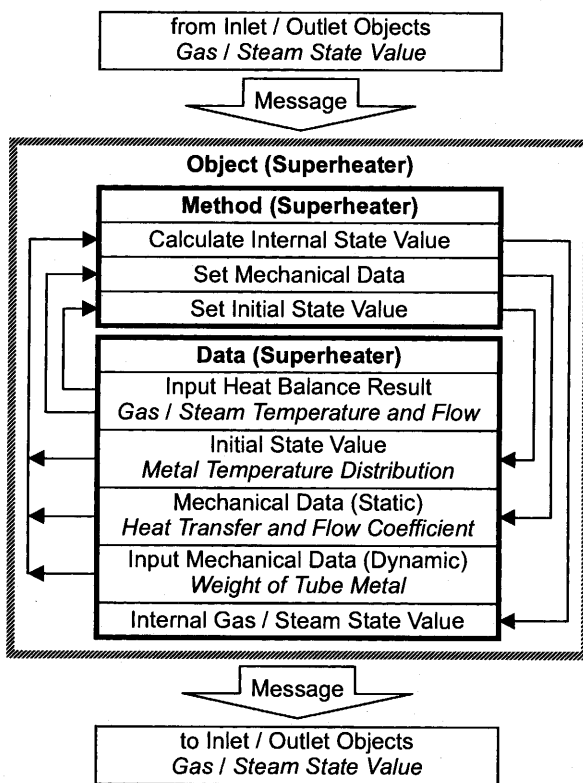 from Inlet / Outlet Objects
Gas / Steam State Value
Message
Object (Superheater)
Method (Superheater)
Calculate Internal State Value
Set Mechanical Data
Set Initial State Value
Data (Superheater)
Input Heat Balance Result
Gas / Steam Temperature and Flow
Initial State Value
Metal Temperature Distribution
Mechanical Data (Static)
Heat Transfer and Flow Coefficient
Input Mechanical Data (Dynamic)
Weight of Tube Metal
Internal Gas / Steam State Value
Message
to Inlet / Outlet Objects
Gas / Steam State Value